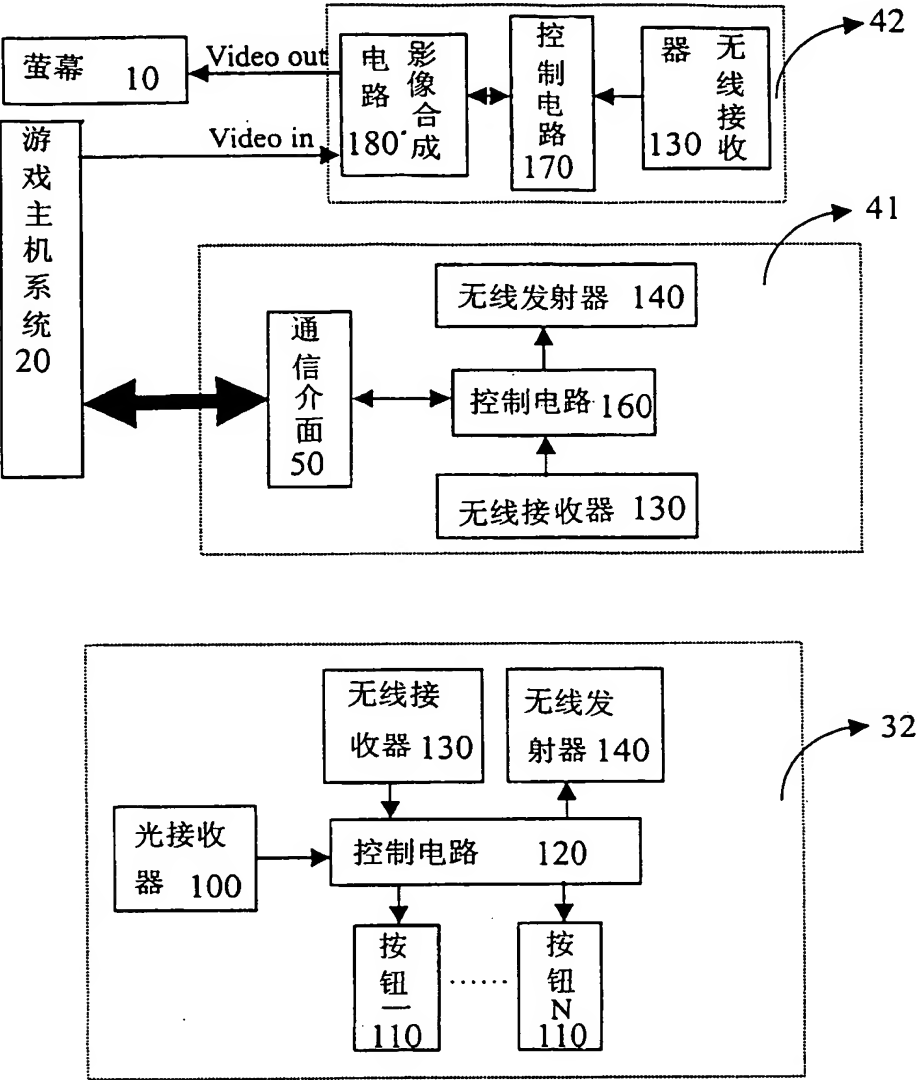 42
萤幕 10
Video out
影像合成
电路
180
控制电路
170
无线接收
器
130
游戏主机系统
20
Video in
41
无线发射器 140
通信介面
50
控制电路 160
无线接收器 130
32
无线接
收器 130
无线发
射器 140
光接收
器 100
控制电路 120
按钮一
110
......
按钮N
110